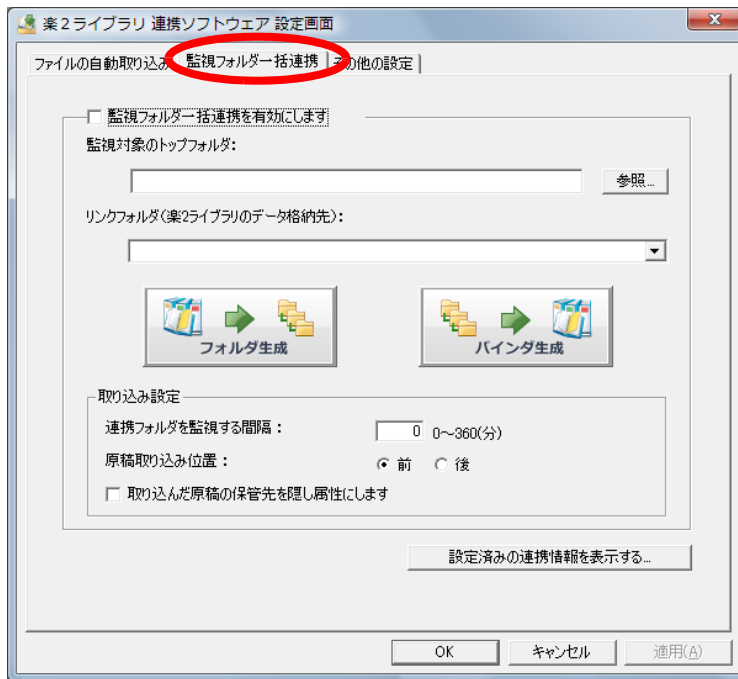 楽2ライブラリ 連携ソフトウェア 設定画面
ファイルの自動取り込み 監視フォルダ一括連携 その他の設定
監視フォルダ一括連携を有効にします
監視対象のトップフォルダ:
参照...
リンクフォルダ(楽2ライブラリのデータ格納先):
フォルダ生成 バインダ生成
取り込み設定
連携フォルダを監視する間隔: 0 0~360(分)
原稿取り込み位置: 前 後
取り込んだ原稿の保管先を隠し属性にします
設定済みの連携情報を表示する...
OK キャンセル 適用(A)